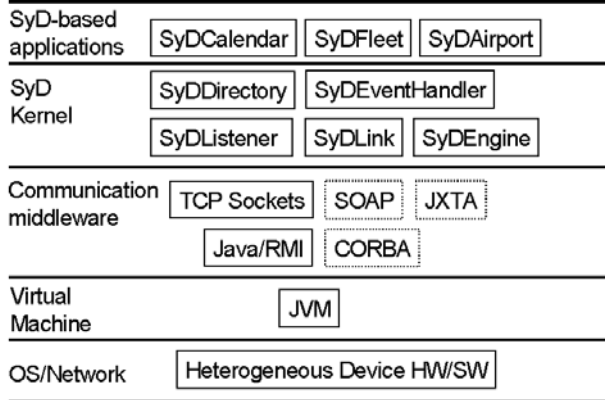 SyD-based
applications
SyDCalendar SyDFleet SyDAirport
SyD
Kernel
SyDDirectory SyDEventHandler
SyDListener SyDLink SyDEngine
Communication
middleware
TCP Sockets SOAP JXTA
Java/RMI CORBA
Virtual
Machine
JVM
OS/Network
Heterogeneous Device HW/SW